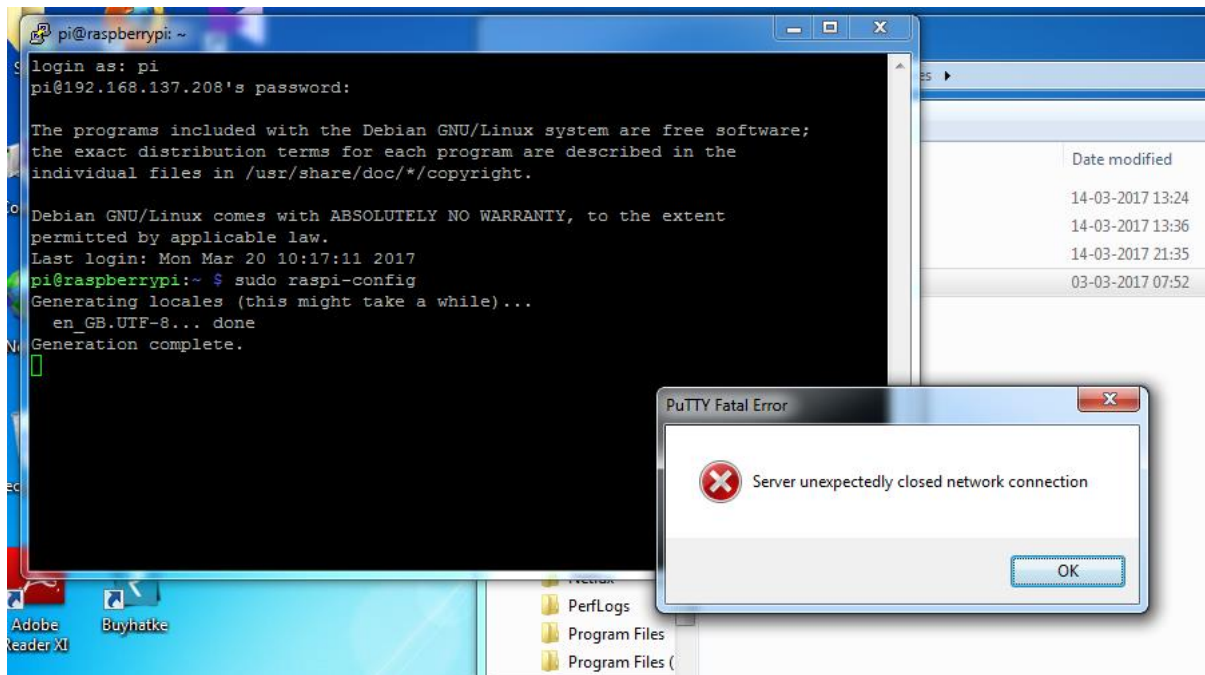 pi@raspberrypi: ~
login as: pi
pi@192.168.137.208's password:
The programs included with the Debian GNU/Linux system are free software;
the exact distribution terms for each program are described in the
individual files in /usr/share/doc/*/copyright.
Debian GNU/Linux comes with ABSOLUTELY NO WARRANTY, to the extent
permitted by applicable law.
Last login: Mon Mar 20 10:17:11 2017
pi@raspberrypi:~ $ sudo raspi-config
Generating locales (this might take a while)...
en_GB.UTF-8... done
Generation complete.
Date modified
14-03-2017 13:24
14-03-2017 13:36
14-03-2017 21:35
03-03-2017 07:52
PuTTY Fatal Error
Server unexpectedly closed network connection
OK
PerfLogs
Program Files
Program Files (
Adobe
Reader XI
Buyhatke